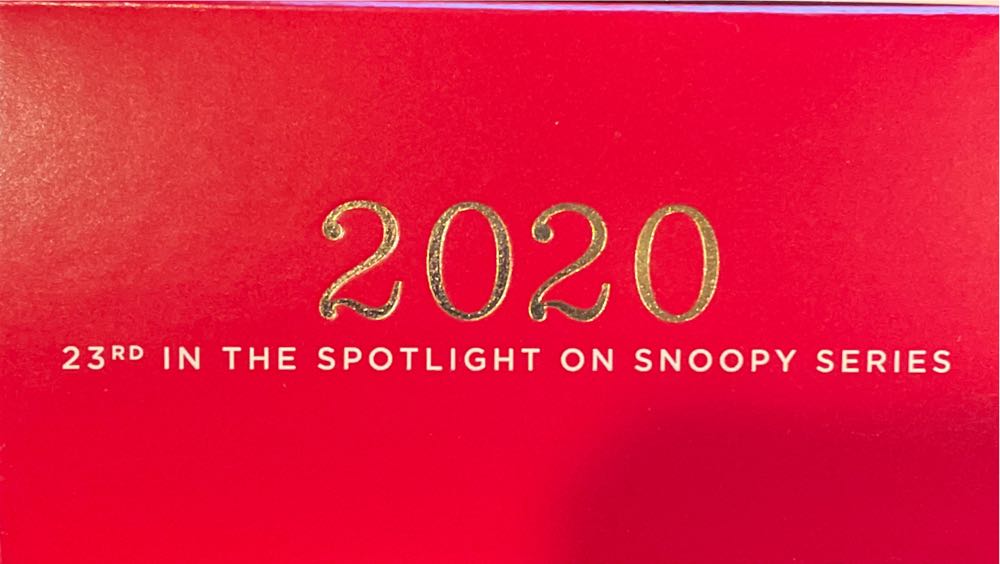 2020
23RD IN THE SPOTLIGHT ON SNOOPY SERIES